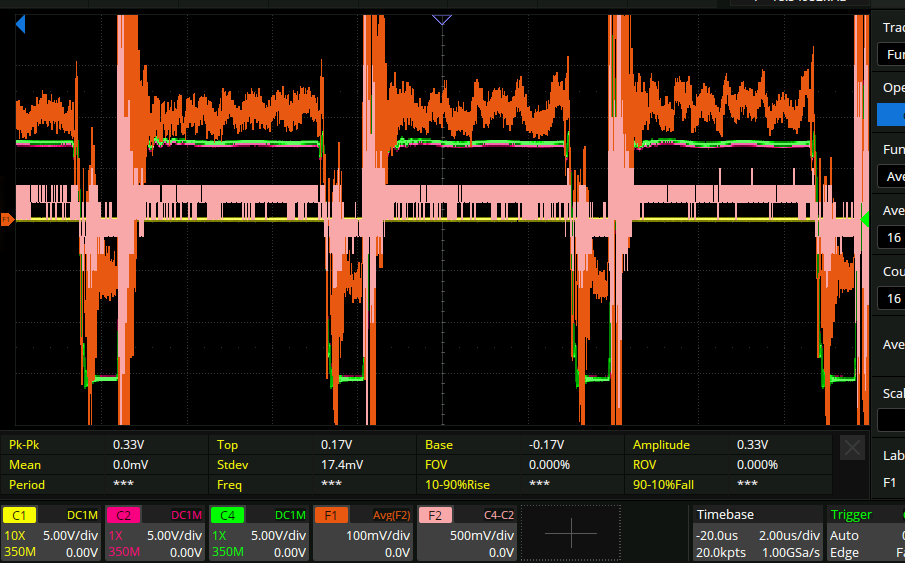 F1
Trac
Fun
Ope
Fun
Ave
Ave
16
Cou
16
Ave
Scal
Lab
F1
Pk-Pk 0.33V Top 0.17V Base -0.17V Amplitude 0.33V
Mean 0.0mV Stdev 17.4mV FOV 0.000% ROV 0.000%
Period *** Freq *** 10-90%Rise *** 90-10%Fall ***
C1 DC1M C2 DC1M C4 DC1M F1 Avg(F2) F2 C4-C2 Timebase Trigger
10X 5.00V/div 1X 5.00V/div 1X 5.00V/div 100mV/div 500mV/div -20.0us 2.00us/div Auto
350M 0.00V 350M 0.00V 350M 0.00V 0.0V 0.0V 20.0kpts 1.00GSa/s Edge